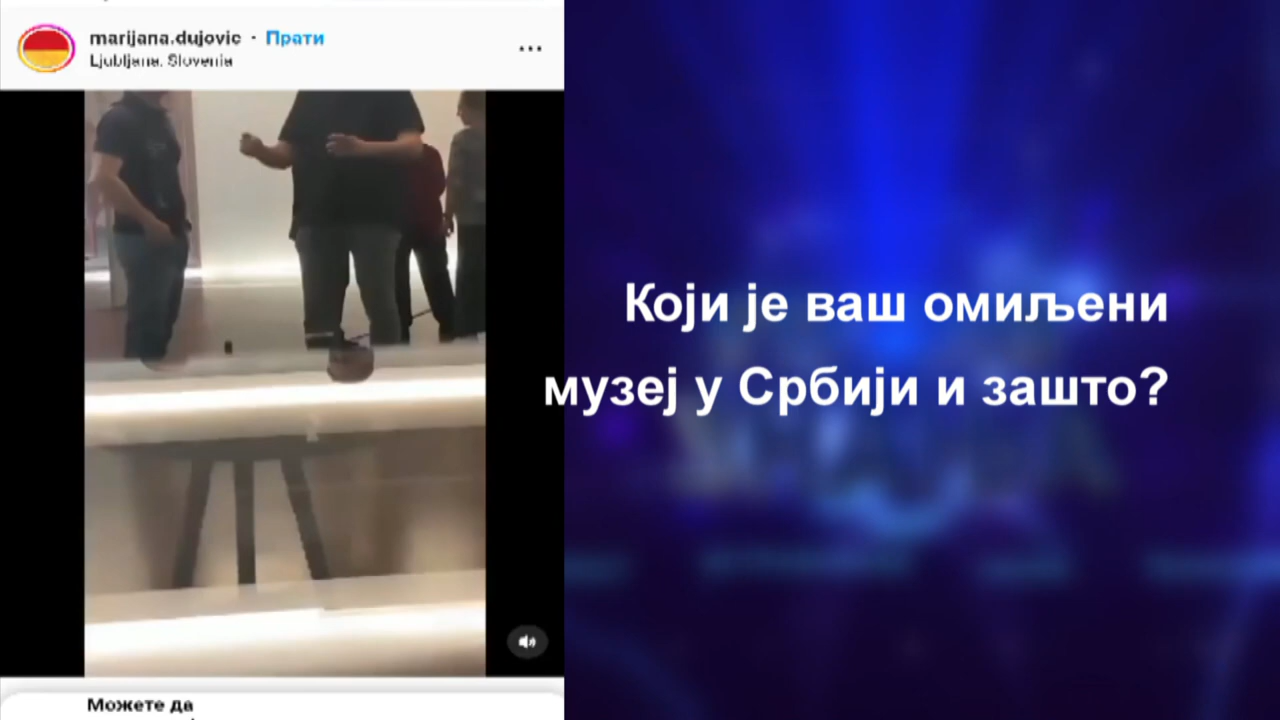 marijana.dujovic · Прати
Ljubljana, Slovenia
Који је ваш омиљени
музеј у Србији и зашто?
Можете да